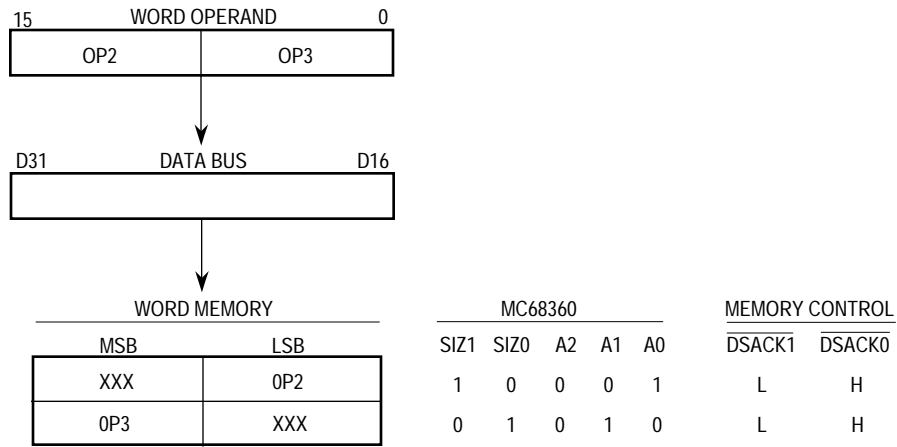 15 WORD OPERAND 0
OP2 OP3
D31 DATA BUS D16
WORD MEMORY MC68360 MEMORY CONTROL
MSB LSB SIZ1 SIZ0 A2 A1 A0 DSACK1 DSACK0
XXX 0P2 1 0 0 0 1 L H
0P3 XXX 0 1 0 1 0 L H